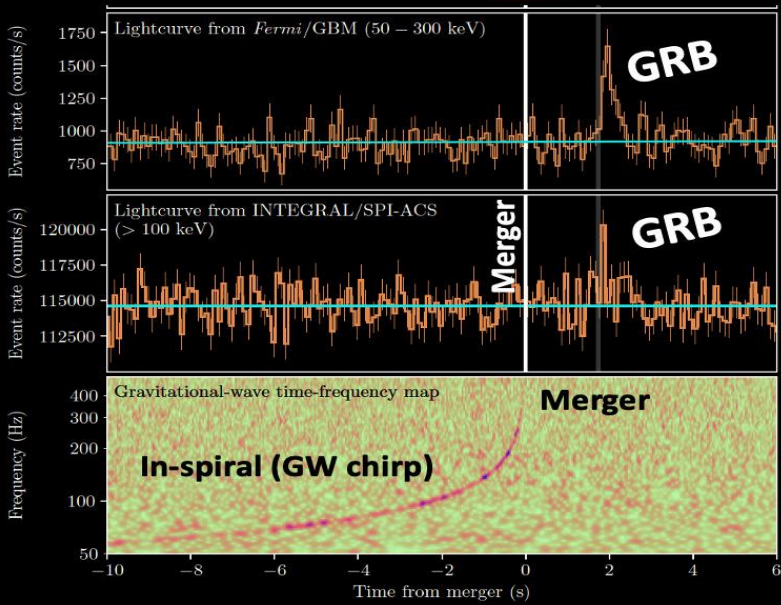 Lightcurve from Fermi/GBM (50 − 300 keV)
GRB
Event rate (counts/s)
1750
1500
1250
1000
750
Lightcurve from INTEGRAL/SPI-ACS
(> 100 keV)
Merger
GRB
Event rate (counts/s)
120000
117500
115000
112500
Gravitational-wave time-frequency map
Merger
In-spiral (GW chirp)
Frequency (Hz)
400
300
200
100
50
−10 −8 −6 −4 −2 0 2 4 6
Time from merger (s)